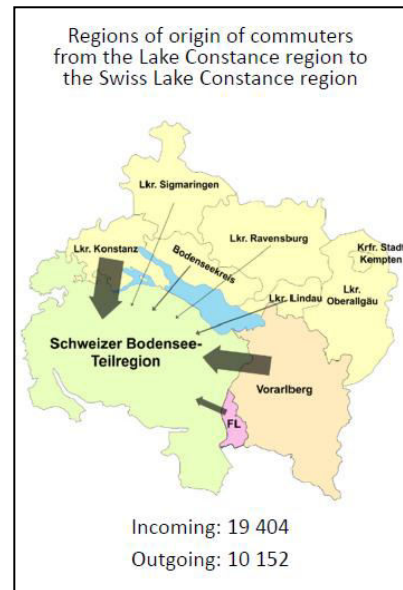 Regions of origin of commuters
from the Lake Constance region to
the Swiss Lake Constance region
Lkr. Sigmaringen
Lkr. Konstanz
Bodenseekreis
Lkr. Ravensburg
Krfr. Stadt
Kempten
Lkr.
Oberallgäu
Lkr. Lindau
Schweizer Bodensee-
Teilregion
Vorarlberg
FL
Incoming: 19 404
Outgoing: 10 152